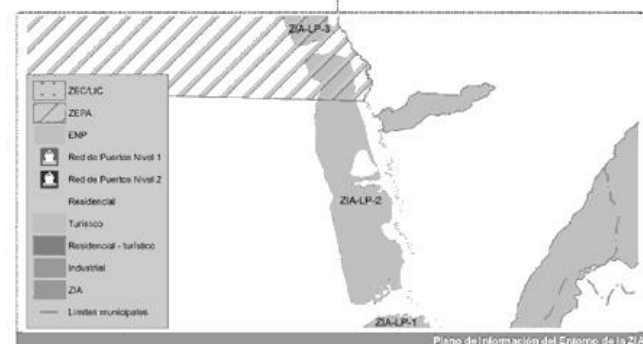 ZIA-LP-3
ZEC/LIC
ZEPA
ENP
Red de Puertos Nivel 1
Red de Puertos Nivel 2
Residencial
Turístico
Residencial - turístico
Industrial
ZIA
Límites municipales
ZIA-LP-2
ZIA-LP-1
Plano de Información del Entorno de la ZIA